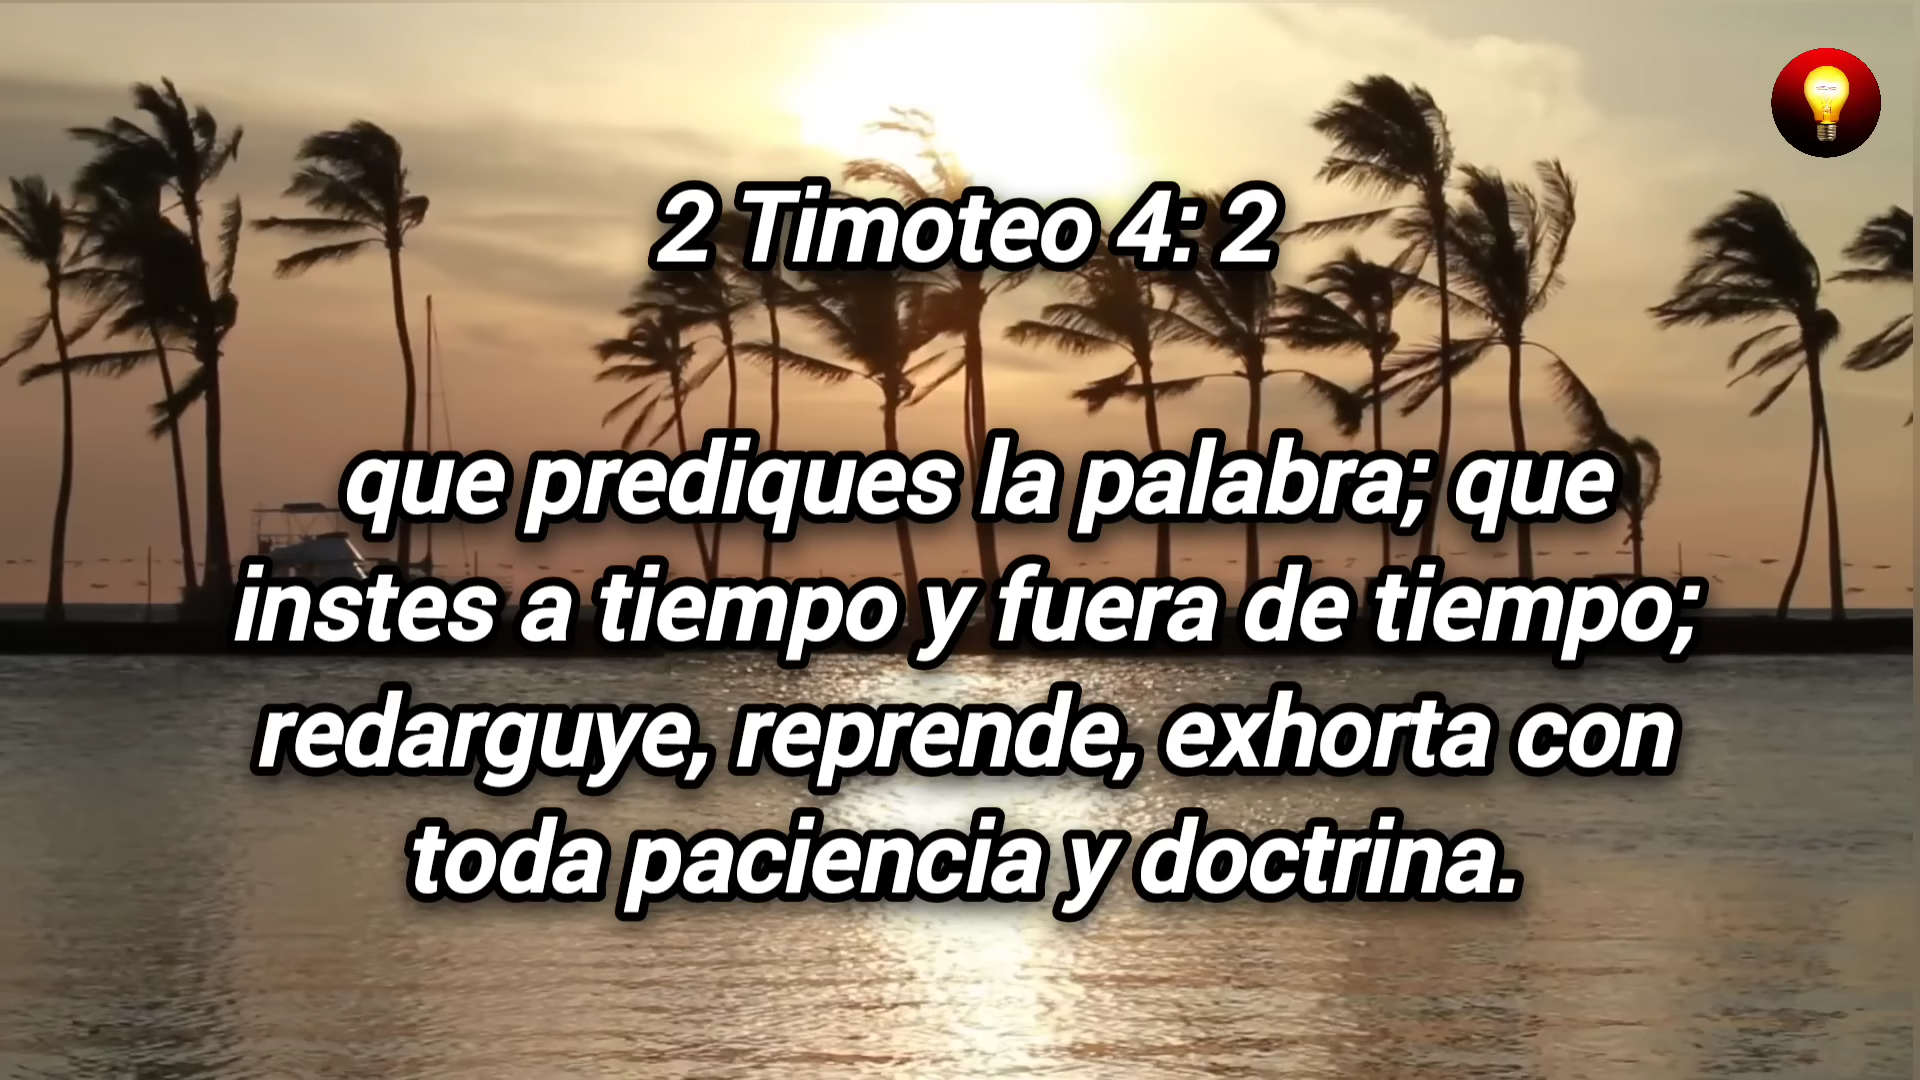 2 Timoteo 4: 2
que prediques la palabra; que
instes a tiempo y fuera de tiempo;
redarguye, reprende, exhorta con
toda paciencia y doctrina.